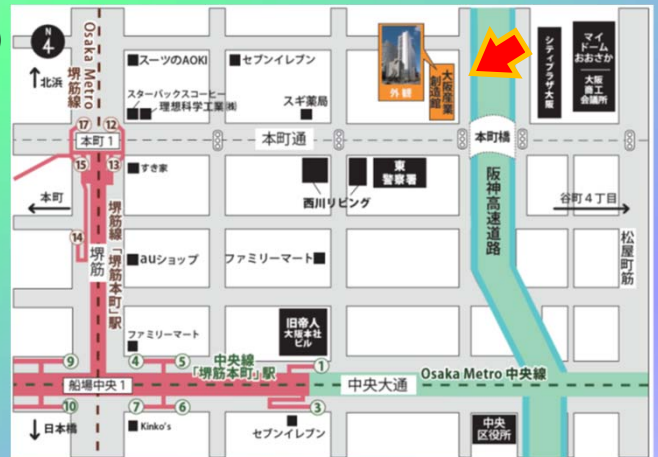 N
4
↑北浜
Osaka Metro
堺筋線
■スーツのAOKI
■セブンイレブン
スターバックスコーヒー
理想科学工業㈱
スギ薬局
外観
大阪産業
創造館
シティプラザ大阪
マイ
ドーム
おおさか
大阪
商工
会議所
⑰
⑫
本町1
本町通
本町橋
⑮
⑬
すき家
本町
西川リビング
東
警察署
阪神高速道路
谷町4丁目
松屋町筋
⑭
堺筋
堺筋線「堺筋本町」駅
auショップ
ファミリーマート
ファミリーマート
旧帝人
大阪本社
ビル
⑨
④
⑤
中央線
「堺筋本町」駅
①
船場中央1
中央大通
Osaka Metro 中央線
⑩
⑦
⑥
③
↓日本橋
Kinko's
セブンイレブン
中央
区役所